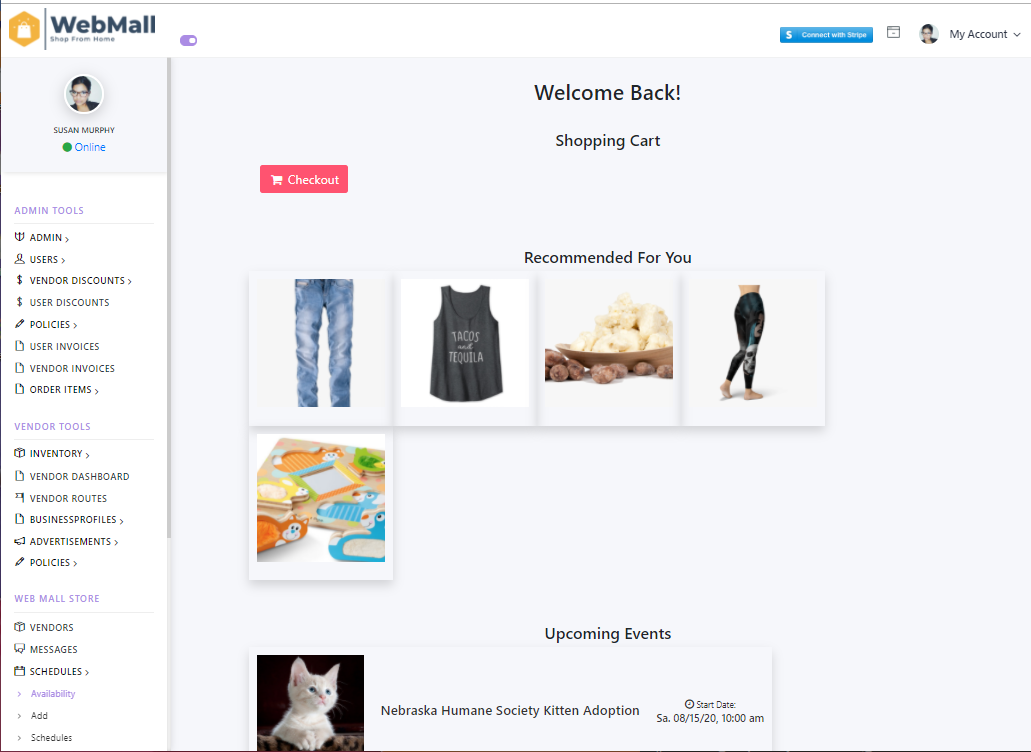 WebMall
Shop From Home
S Connect with Stripe
My Account
SUSAN MURPHY
Online
ADMIN TOOLS
ADMIN
USERS
VENDOR DISCOUNTS
USER DISCOUNTS
POLICIES
USER INVOICES
VENDOR INVOICES
ORDER ITEMS
VENDOR TOOLS
INVENTORY
VENDOR DASHBOARD
VENDOR ROUTES
BUSINESSPROFILES
ADVERTISEMENTS
POLICIES
WEB MALL STORE
VENDORS
MESSAGES
SCHEDULES
Availability
Add
Schedules
Welcome Back!
Shopping Cart
Checkout
Recommended For You
TACOS
and
TEQUILA
Upcoming Events
Nebraska Humane Society Kitten Adoption
Start Date:
Sa. 08/15/20, 10:00 am